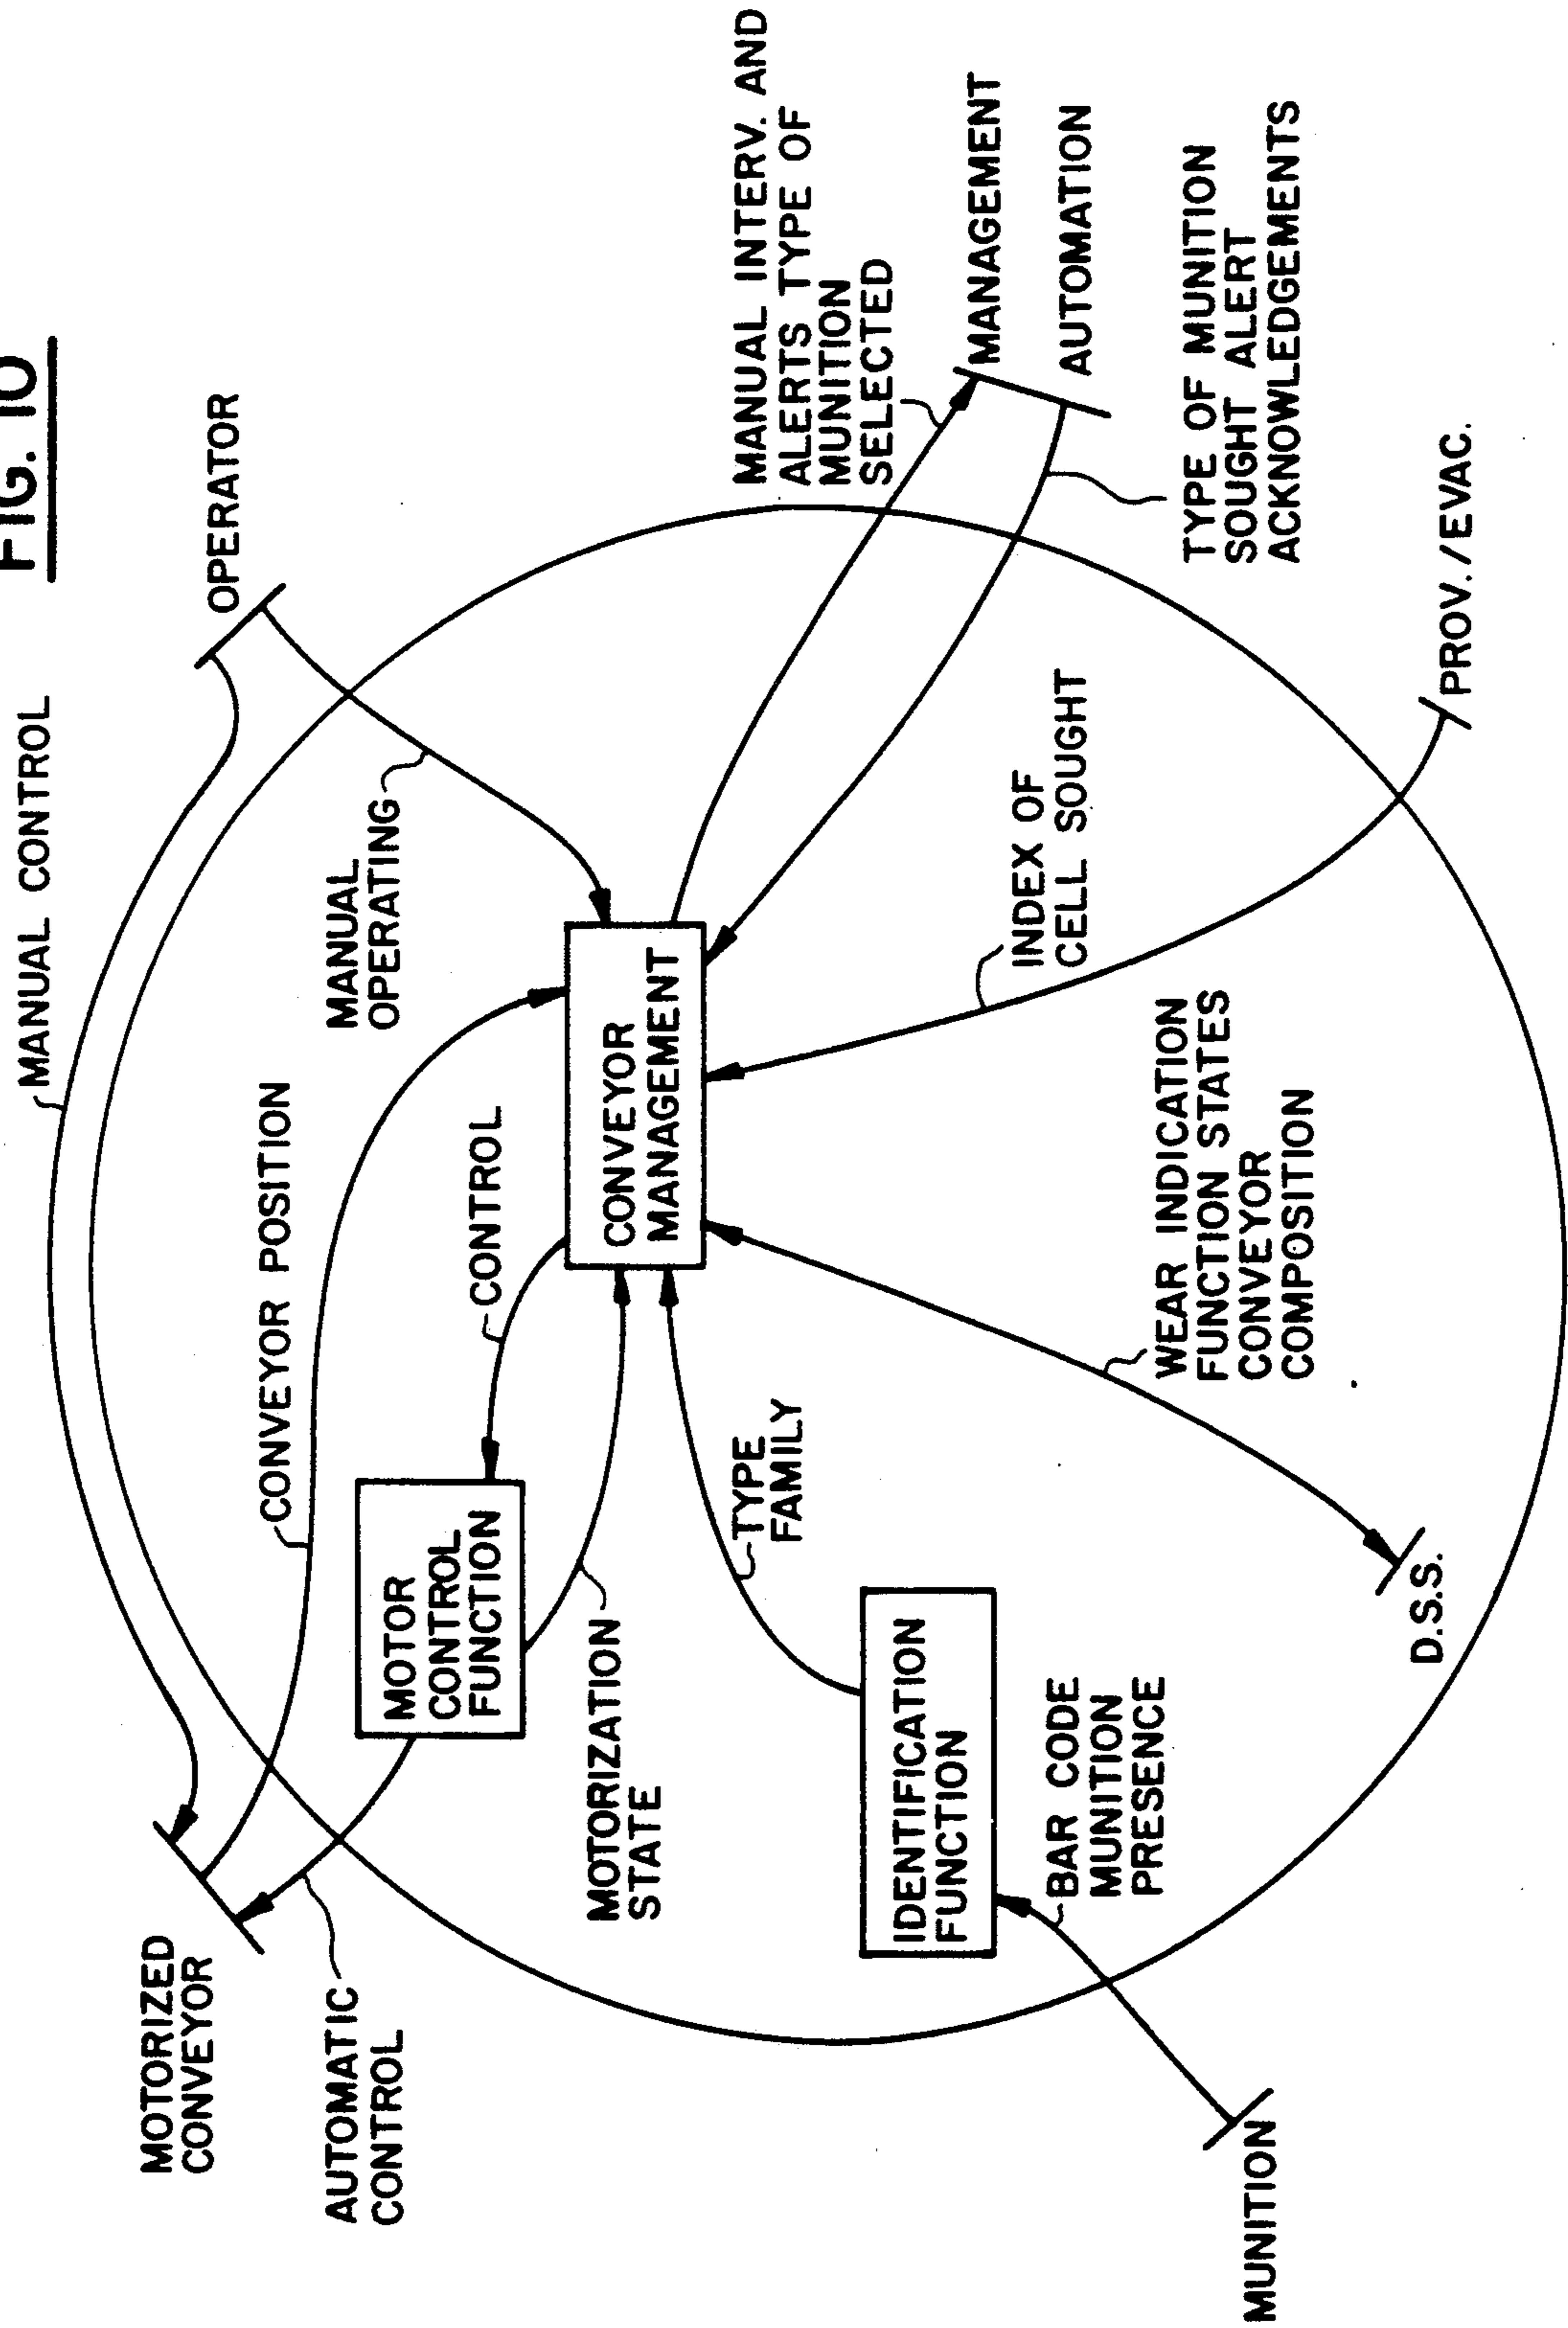 FIG. 10
MANUAL CONTROL
OPERATOR
MOTORIZED
CONVEYOR
CONVEYOR POSITION
AUTOMATIC
CONTROL
MANUAL
OPERATING
MOTOR
CONTROL
FUNCTION
CONTROL
MOTORIZATION
STATE
CONVEYOR
MANAGEMENT
MANUAL INTERV. AND
ALERTS TYPE OF
MUNITION
SELECTED
TYPE
FAMILY
MANAGEMENT
AUTOMATION
IDENTIFICATION
FUNCTION
INDEX OF
CELL SOUGHT
BAR CODE
MUNITION
PRESENCE
WEAR INDICATION
FUNCTION STATES
CONVEYOR
COMPOSITION
TYPE OF MUNITION
SOUGHT ALERT
ACKNOWLEDGEMENTS
MUNITION
D.S.S.
PROV./EVAC.